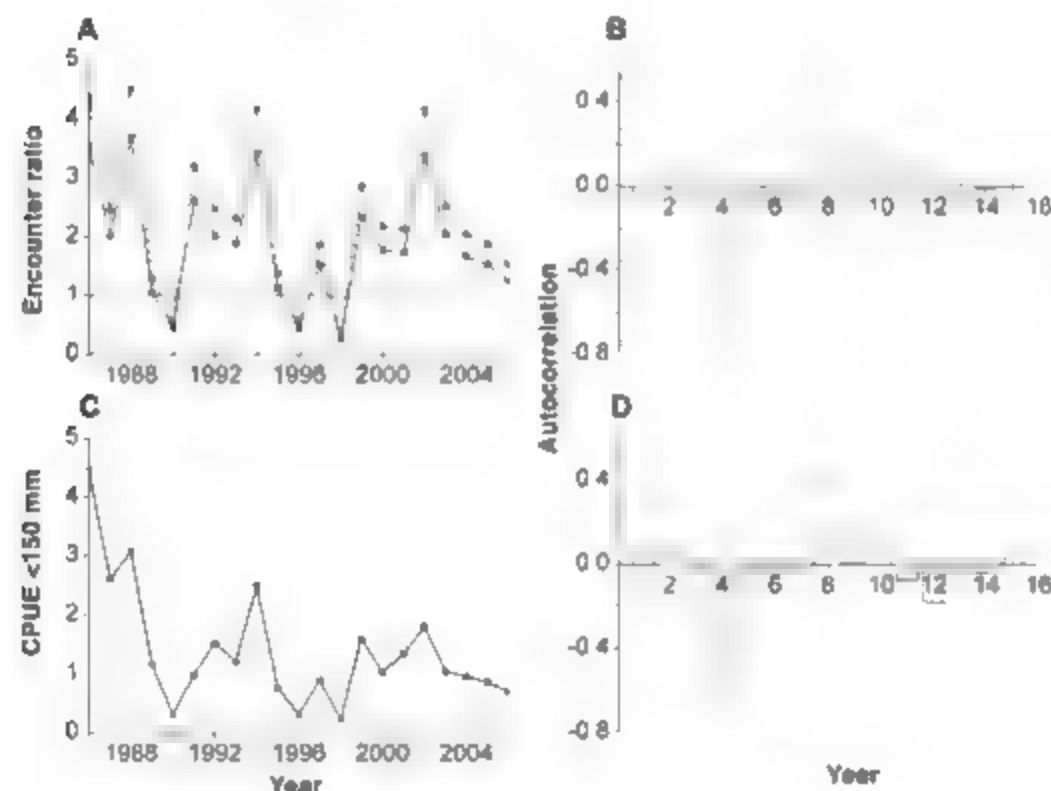 A
Encounter ratio
5
4
3
2
1
0
1988 1992 1996 2000 2004
B
Autocorrelation
0.4
0.0
-0.4
-0.8
2 4 6 8 10 12 14 16
C
CPUE <150 mm
5
4
3
2
1
0
1988 1992 1996 2000 2004
Year
D
0.4
0.0
-0.4
-0.8
2 4 6 8 10 12 14 16
Year